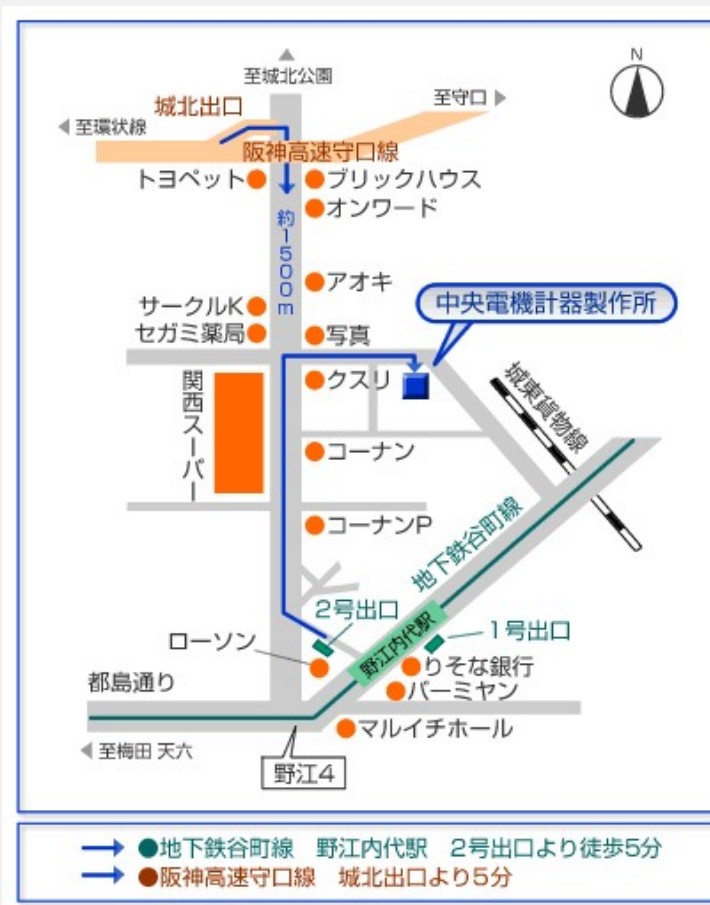 N
至城北公園
城北出口
至守口
至環状線
阪神高速守口線
トヨペット
ブリックハウス
オンワード
約1500m
アオキ
中央電機計器製作所
サークルK
セガミ薬局
写真
クスリ
関西スーパー
城東貨物線
コーナン
コーナンP
地下鉄谷町線
2号出口
1号出口
ローソン
野江内代駅
りそな銀行
都島通り
バーミヤン
マルイチホール
至梅田 天六
野江4
地下鉄谷町線 野江内代駅 2号出口より徒歩5分
阪神高速守口線 城北出口より5分